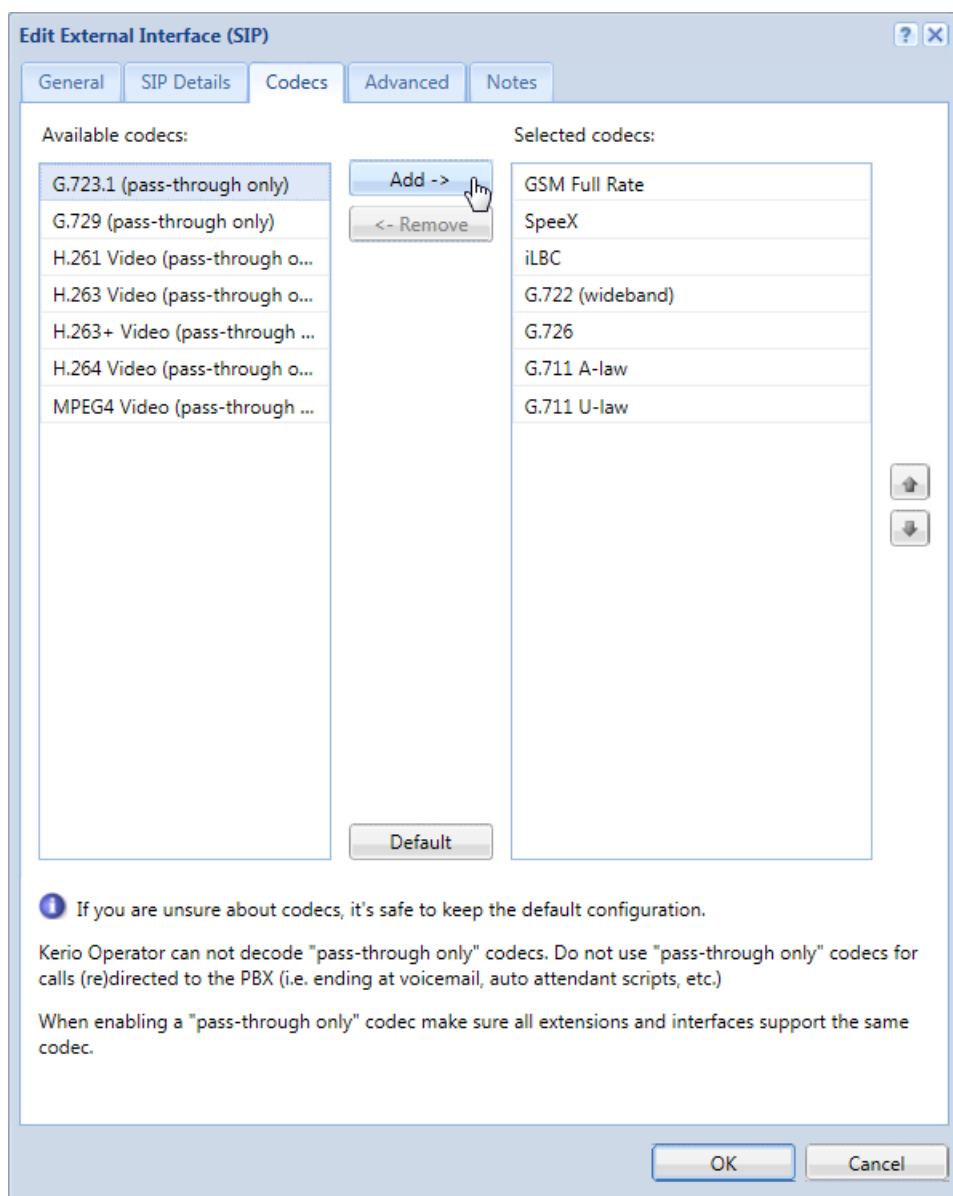 Edit External Interface (SIP)
General
SIP Details
Codecs
Advanced
Notes
Available codecs:
G.723.1 (pass-through only)
G.729 (pass-through only)
H.261 Video (pass-through o...
H.263 Video (pass-through o...
H.263+ Video (pass-through ...
H.264 Video (pass-through o...
MPEG4 Video (pass-through ...
Add ->
<- Remove
Default
Selected codecs:
GSM Full Rate
SpeeX
iLBC
G.722 (wideband)
G.726
G.711 A-law
G.711 U-law
If you are unsure about codecs, it's safe to keep the default configuration.
Kerio Operator can not decode "pass-through only" codecs. Do not use "pass-through only" codecs for
calls (re)directed to the PBX (i.e. ending at voicemail, auto attendant scripts, etc.)
When enabling a "pass-through only" codec make sure all extensions and interfaces support the same
codec.
OK
Cancel